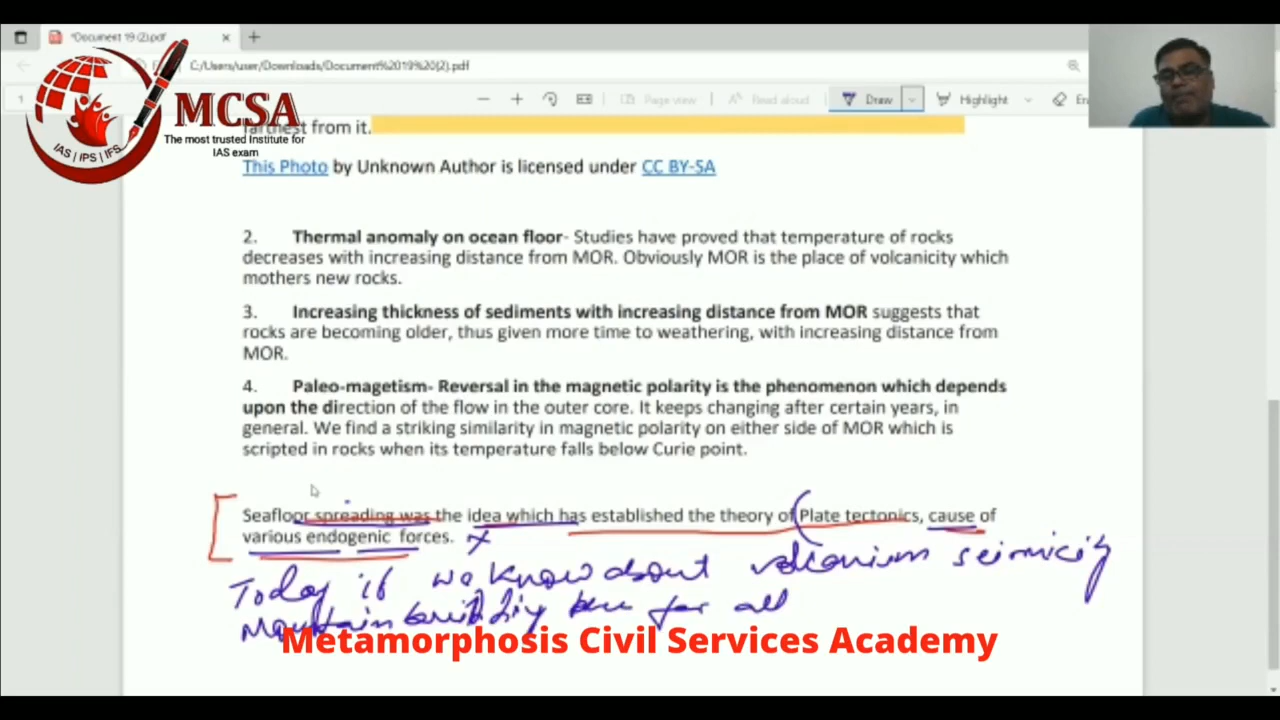 *Document 19 (2).pdf
C:/Users/user/Downloads/Document%2019%20(2).pdf
1
Page view
Read aloud
Draw
Highlight
MCSA
The most trusted Institute for
IAS exam
IAS | IPS | IFS
farthest from it.
This Photo by Unknown Author is licensed under CC BY-SA
2. Thermal anomaly on ocean floor- Studies have proved that temperature of rocks
decreases with increasing distance from MOR. Obviously MOR is the place of volcanicity which
mothers new rocks.
3. Increasing thickness of sediments with increasing distance from MOR suggests that
rocks are becoming older, thus given more time to weathering, with increasing distance from
MOR.
4. Paleo-magetism- Reversal in the magnetic polarity is the phenomenon which depends
upon the direction of the flow in the outer core. It keeps changing after certain years, in
general. We find a striking similarity in magnetic polarity on either side of MOR which is
scripted in rocks when its temperature falls below Curie point.
Seafloor spreading was the idea which has established the theory of Plate tectonics, cause of
various endogenic forces.
Today if we know about
Mountain building for all
Metamorphosis Civil Services Academy